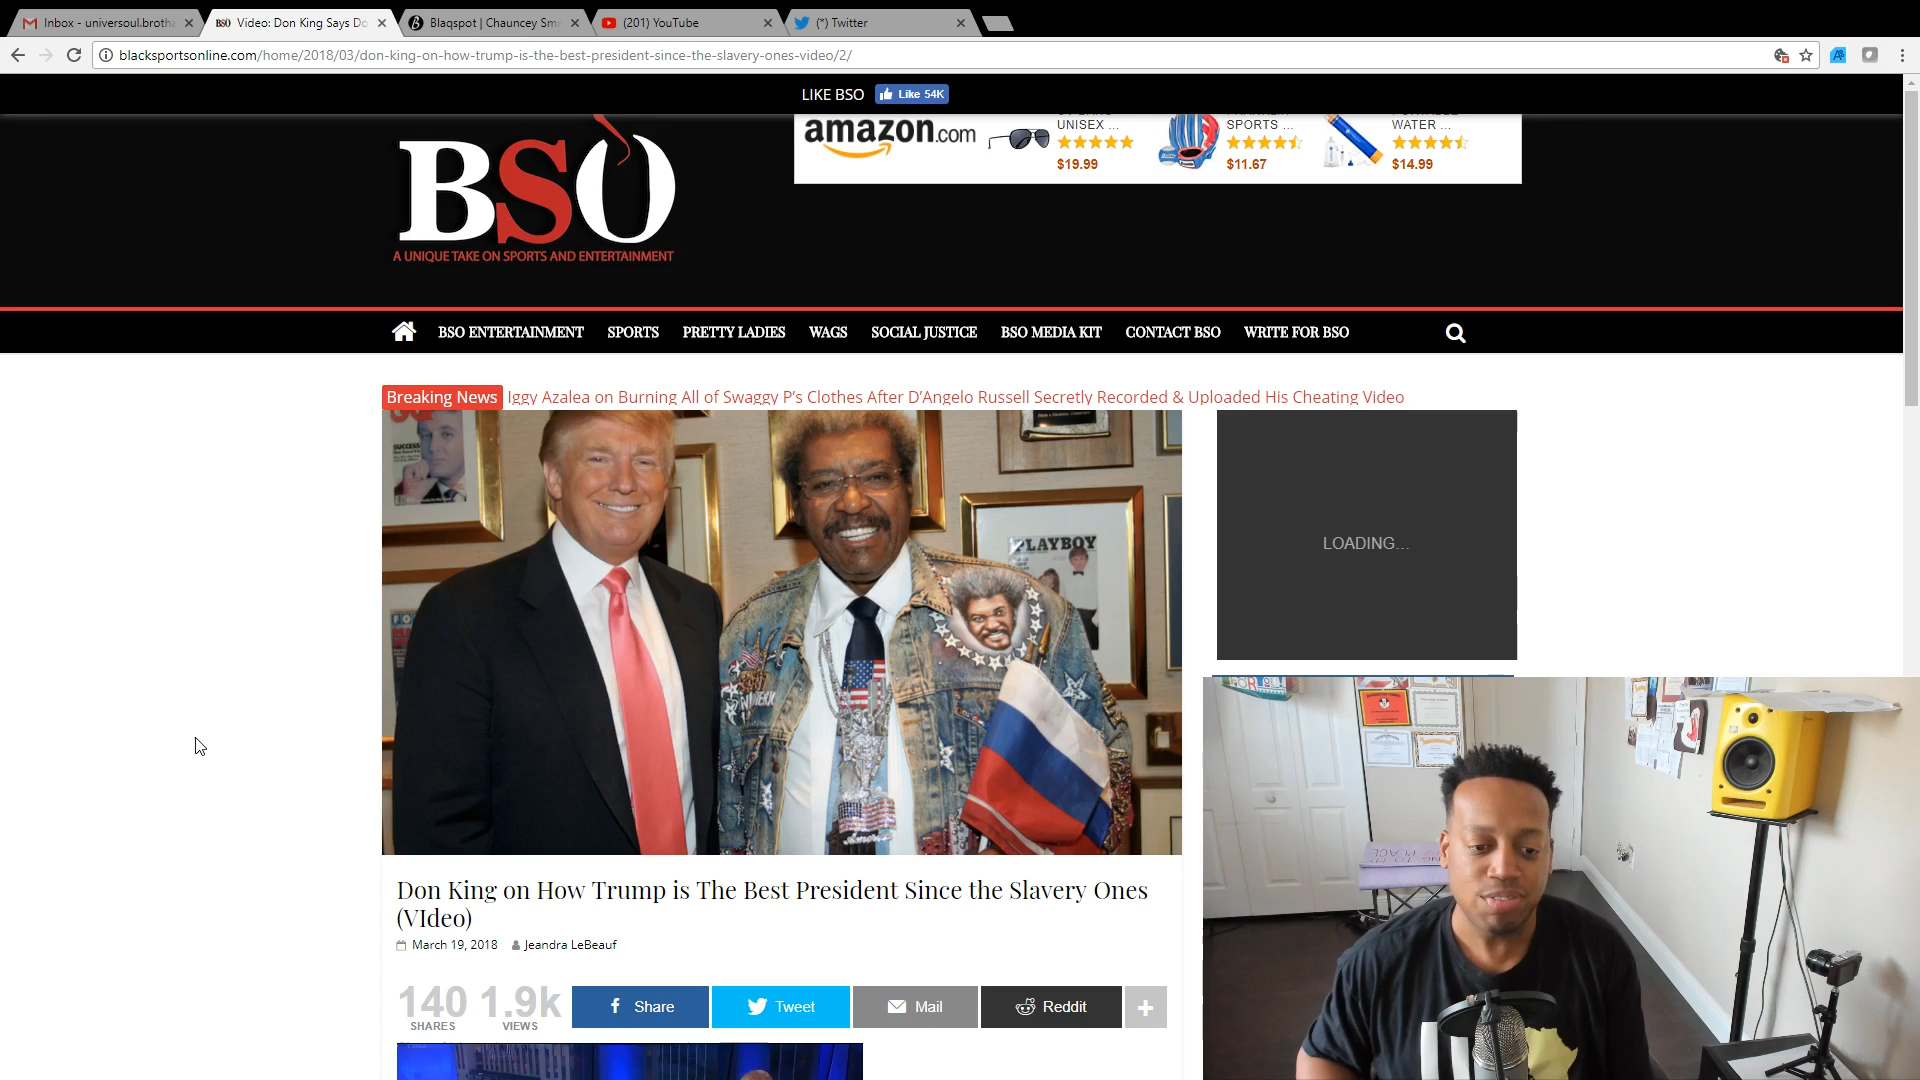 Inbox - universoul.brotha
Video: Don King Says Do
Blaqspot | Chauncey Sm
(201) YouTube
(*) Twitter
blacksportsonline.com/home/2018/03/don-king-on-how-trump-is-the-best-president-since-the-slavery-ones-video/2/
LIKE BSO
Like 54K
amazon.com
UNISEX ...
$19.99
SPORTS ...
$11.67
WATER ...
$14.99
BSO
A UNIQUE TAKE ON SPORTS AND ENTERTAINMENT
BSO ENTERTAINMENT SPORTS PRETTY LADIES WAGS SOCIAL JUSTICE BSO MEDIA KIT CONTACT BSO WRITE FOR BSO
Breaking News Iggy Azalea on Burning All of Swaggy P's Clothes After D'Angelo Russell Secretly Recorded & Uploaded His Cheating Video
SUCCESS
PLAYBOY
LOADING...
Don King on How Trump is The Best President Since the Slavery Ones
(VIdeo)
March 19, 2018 Jeandra LeBeauf
140 1.9k
SHARES VIEWS
Share
Tweet
Mail
Reddit